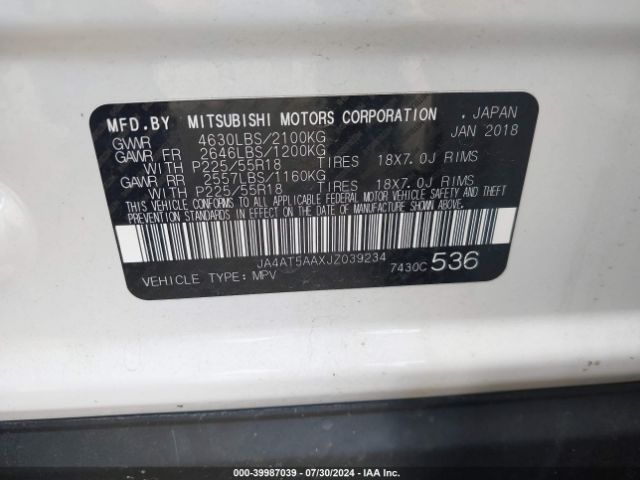 MFD.BY MITSUBISHI MOTORS CORPORATION . JAPAN
GVWR 4630LBS/2100KG JAN 2018
GAWR FR 2646LBS/1200KG
WITH P225/55R18 TIRES 18X7.0J RIMS
GAWR RR 2557LBS/1160KG
WITH P225/55R18 TIRES 18X7.0J RIMS
THIS VEHICLE CONFORMS TO ALL APPLICABLE FEDERAL MOTOR VEHICLE SAFETY AND THEFT
PREVENTION STANDARDS IN EFFECT ON THE DATE OF MANUFACTURE SHOWN ABOVE.
JA4AT5AAXJZ039234
VEHICLE TYPE: MPV 7430C 536
000-39987039 / 07/30/2024 - IAA Inc.